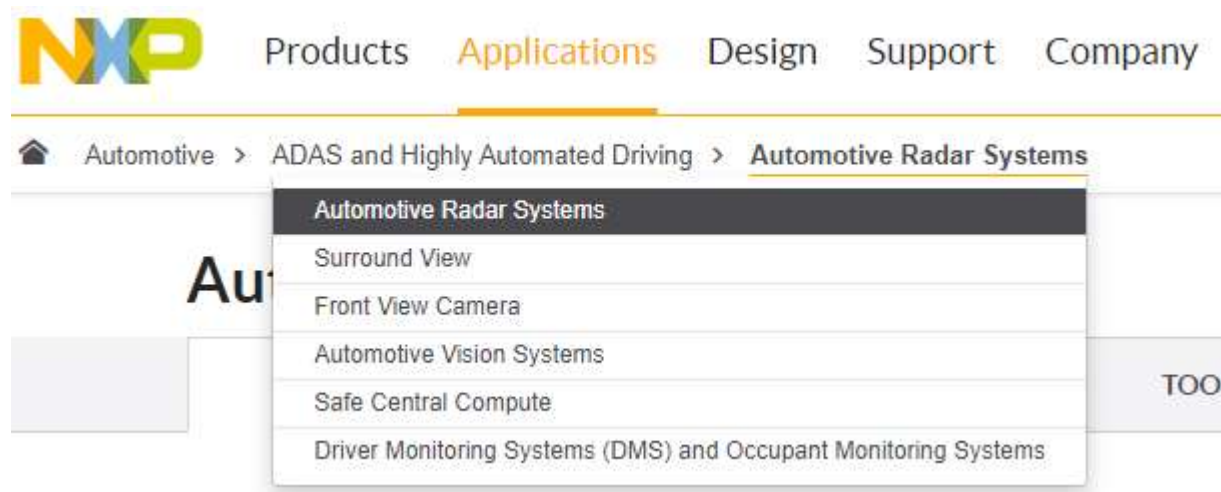 NXP
Products Applications Design Support Company
Automotive > ADAS and Highly Automated Driving > Automotive Radar Systems
Automotive Radar Systems
Surround View
Front View Camera
Automotive Vision Systems
Safe Central Compute
Driver Monitoring Systems (DMS) and Occupant Monitoring Systems